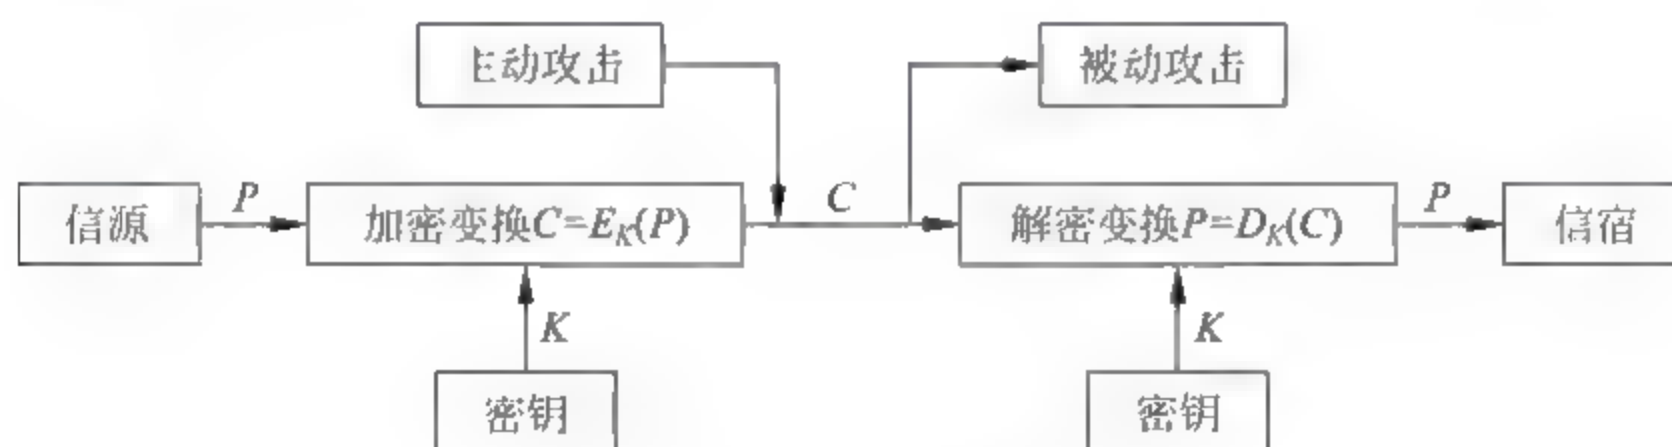 主动攻击
被动攻击
信源
P
加密变换C=E_K(P)
C
解密变换P=D_K(C)
P
信宿
K
K
密钥
密钥